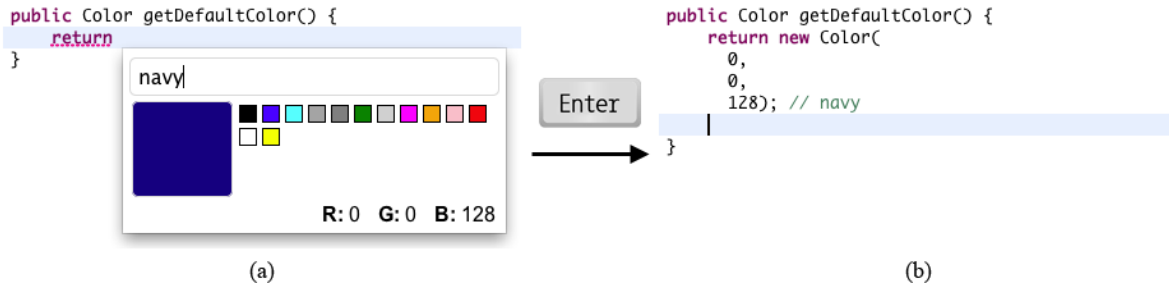 public Color getDefaultColor() {
    return
}
navy
R: 0 G: 0 B: 128
(a)
Enter
public Color getDefaultColor() {
    return new Color(
      0,
      0,
      128); // navy
}
(b)